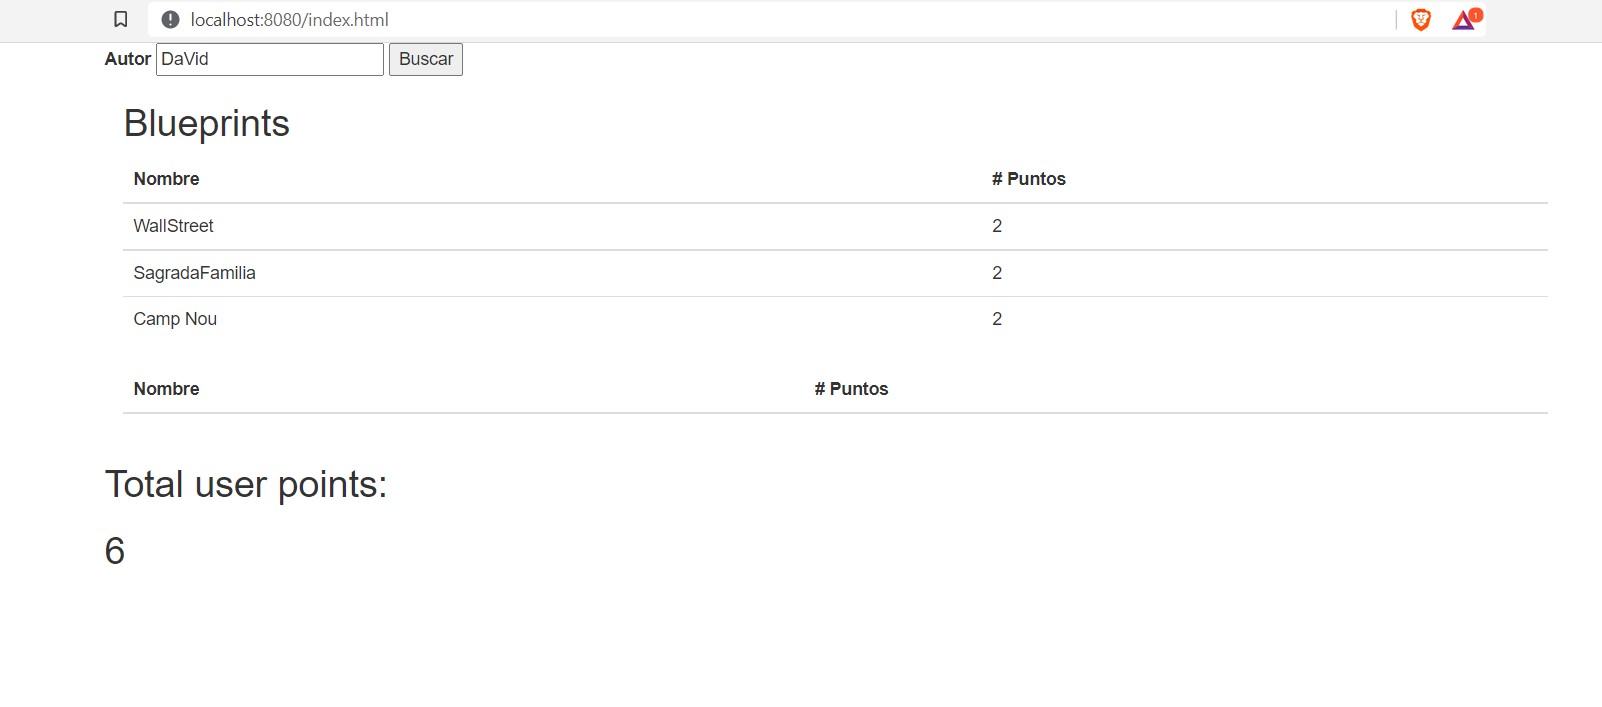 localhost:8080/index.html
1
Autor DaVid Buscar
Blueprints
Nombre # Puntos
WallStreet 2
SagradaFamilia 2
Camp Nou 2
Nombre # Puntos
Total user points:
6